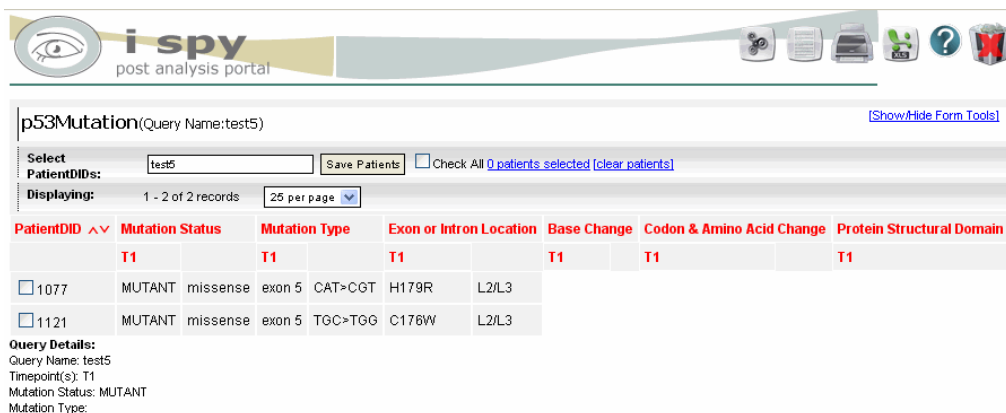 i spy
post analysis portal
XLS
p53Mutation(Query Name:test5)
[Show/Hide Form Tools]
Select PatientDIDs:
test5
Save Patients
Check All 0 patients selected [clear patients]
Displaying:
1 - 2 of 2 records
25 per page
PatientDID Mutation Status Mutation Type Exon or Intron Location Base Change Codon & Amino Acid Change Protein Structural Domain
T1 T1 T1 T1 T1 T1
1077 MUTANT missense exon 5 CAT>CGT H179R L2/L3
1121 MUTANT missense exon 5 TGC>TGG C176W L2/L3
Query Details:
Query Name: test5
Timepoint(s): T1
Mutation Status: MUTANT
Mutation Type: